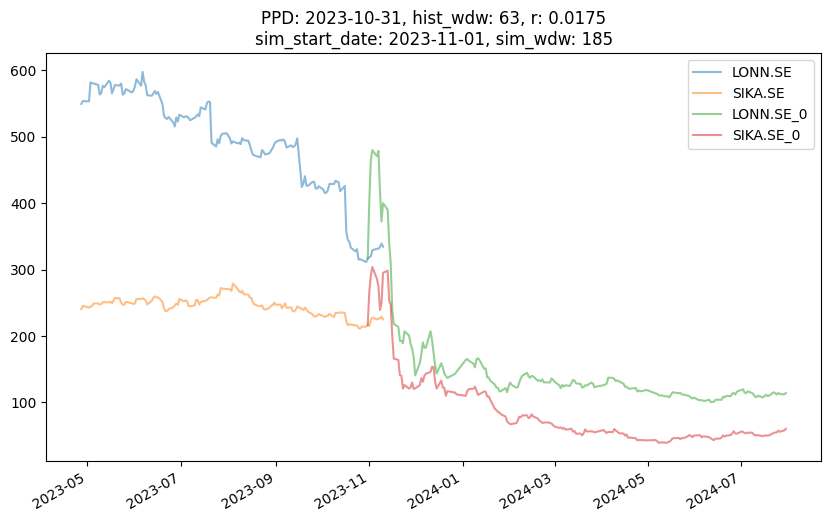 PPD: 2023-10-31, hist_wdw: 63, r: 0.0175
sim_start_date: 2023-11-01, sim_wdw: 185
LONN.SE
SIKA.SE
LONN.SE_0
SIKA.SE_0
600
500
400
300
200
100
2023-05
2023-07
2023-09
2023-11
2024-01
2024-03
2024-05
2024-07